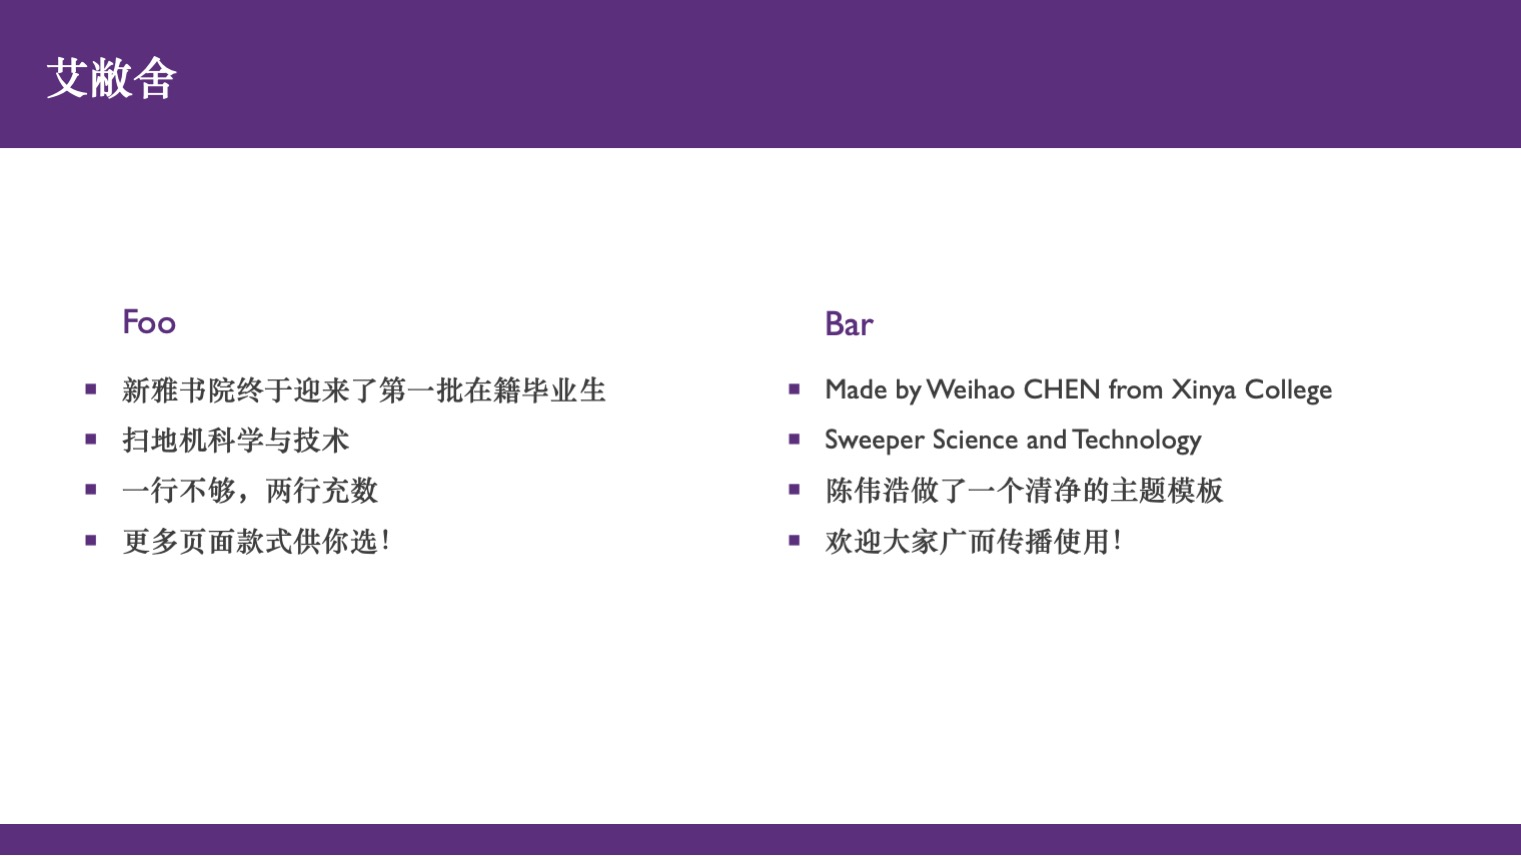 艾敝舍
Foo
新雅书院终于迎来了第一批在籍毕业生
扫地机科学与技术
一行不够，两行充数
更多页面款式供你选！
Bar
Made by Weihao CHEN from Xinya College
Sweeper Science and Technology
陈伟浩做了一个清净的主题模板
欢迎大家广而传播使用！